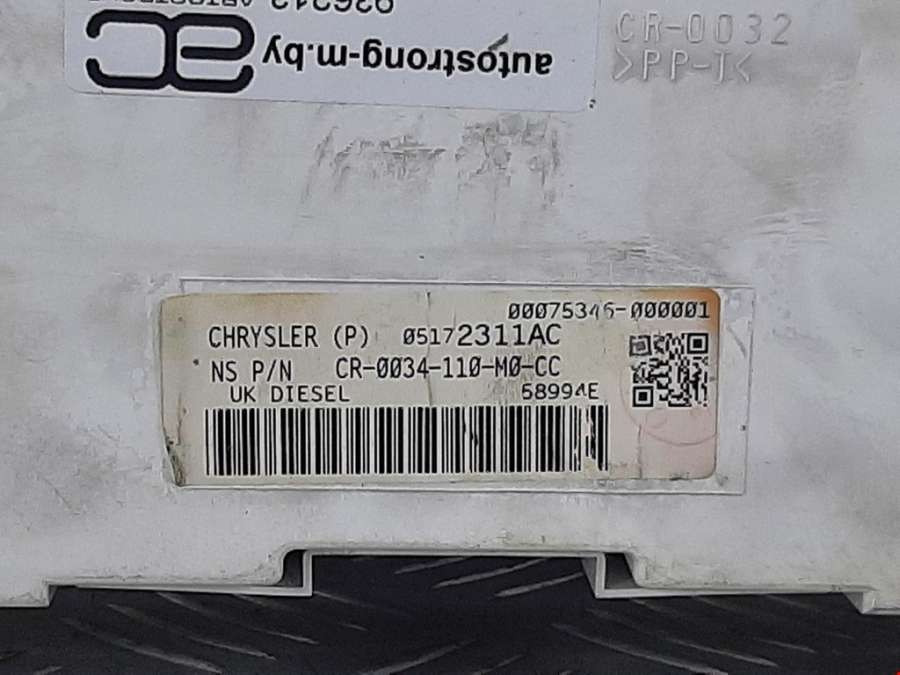 autostrong-m.by
CR-0032
>PP-I<
00075346-000001
CHRYSLER (P) 05172311AC
NS P/N CR-0034-110-M0-CC
UK DIESEL 58994E